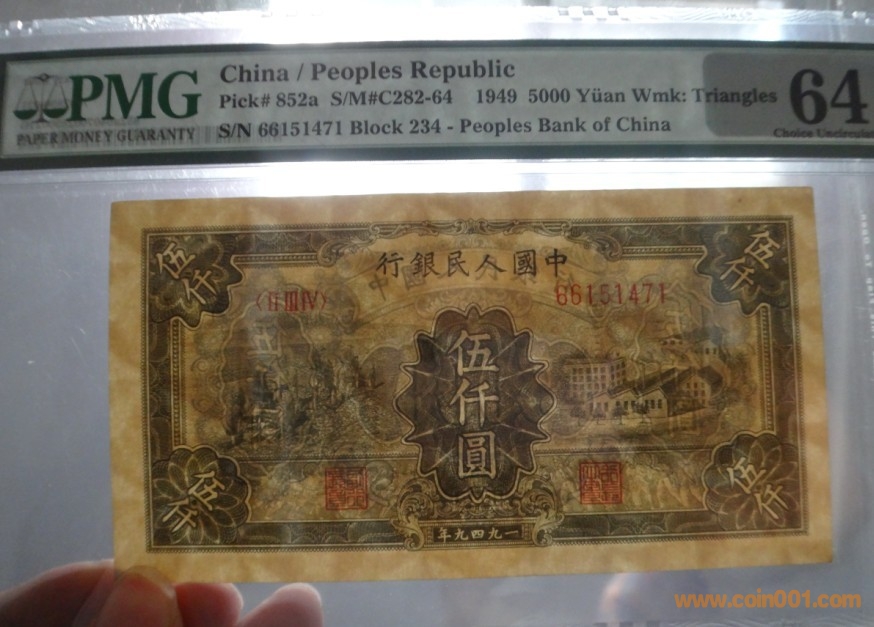 PMG
PAPER MONEY GUARANTY
China / Peoples Republic
Pick# 852a S/M#C282-64 1949 5000 Yüan Wmk: Triangles
S/N 66151471 Block 234 - Peoples Bank of China
64
Choice Uncircula
行銀民人國中
伍仟
伍仟
(II III IV)
66151471
伍仟圓
伍仟
伍仟
年九四九一
www.coin001.com